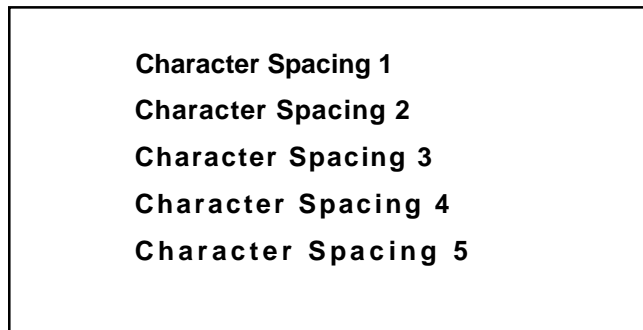 Character Spacing 1
Character Spacing 2
Character Spacing 3
Character Spacing 4
Character Spacing 5